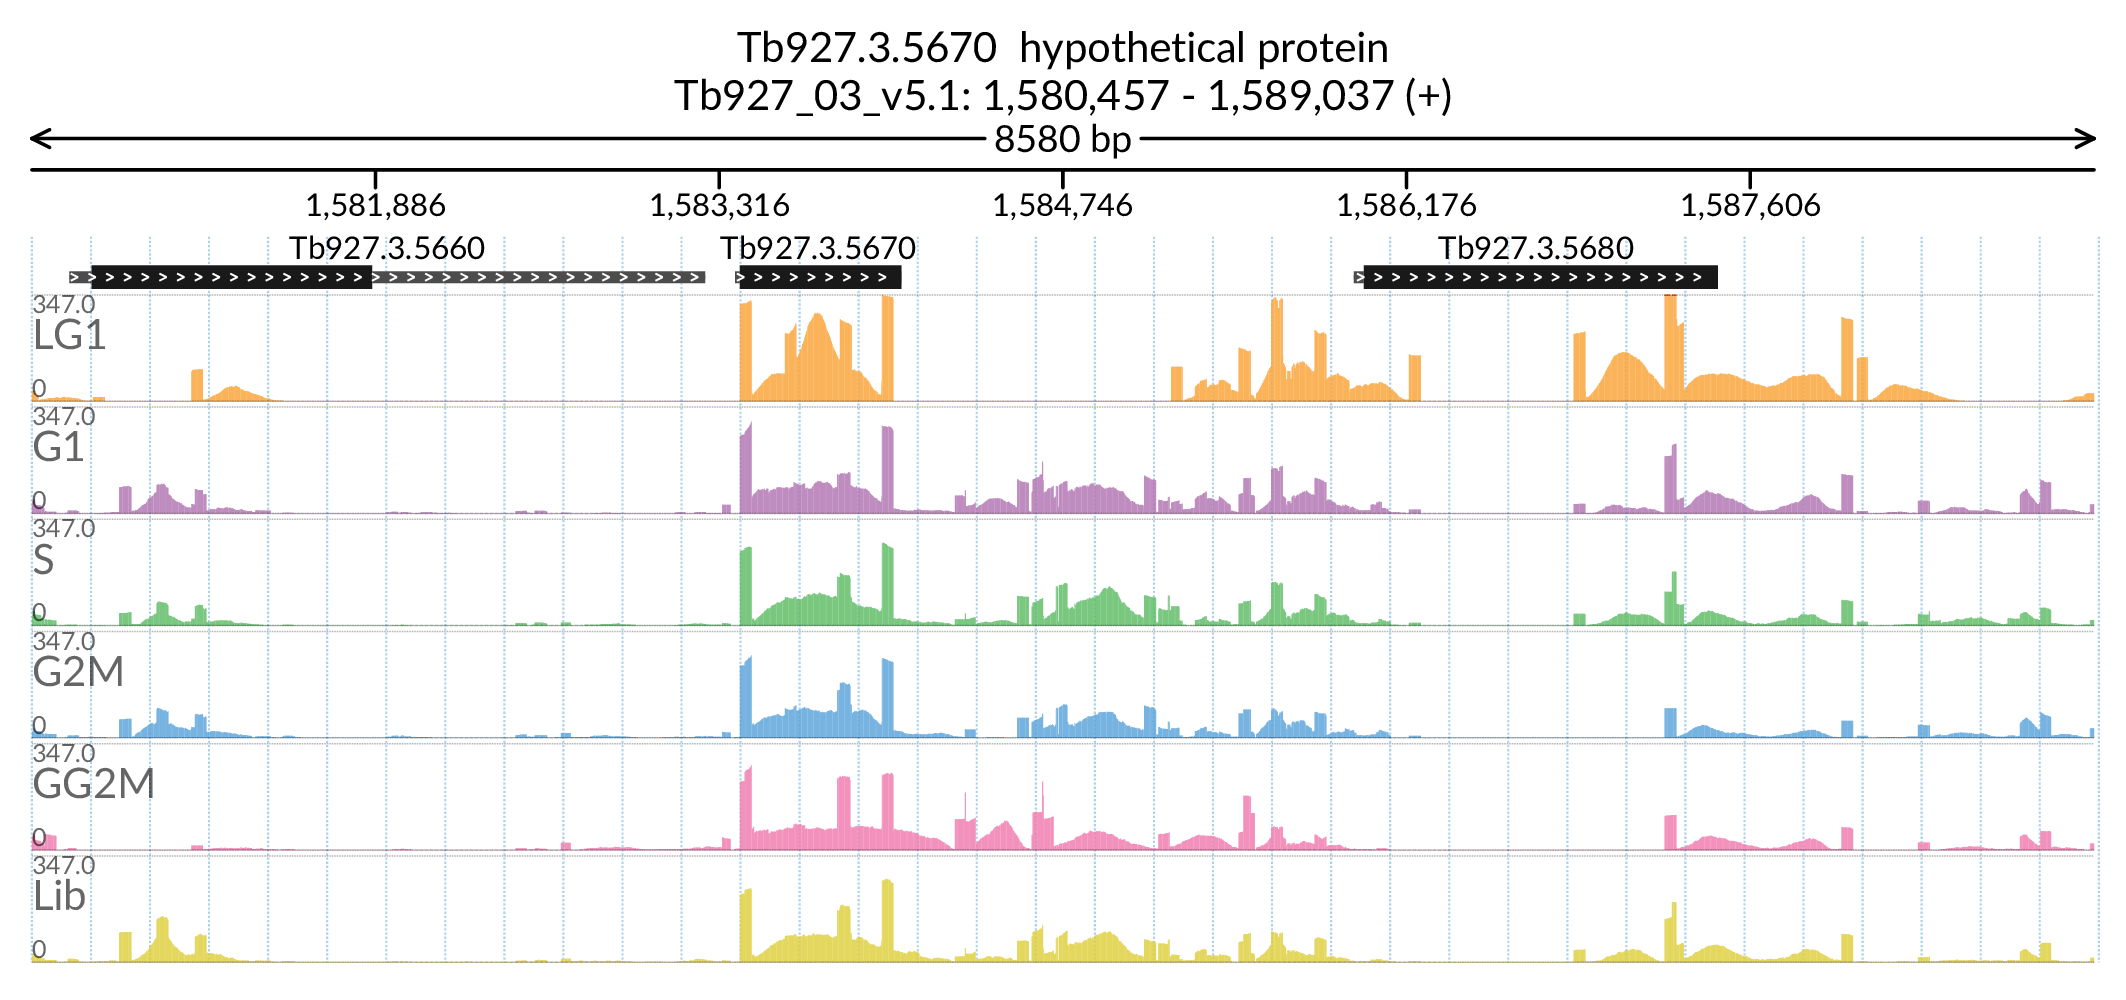 Tb927.3.5670 hypothetical protein
Tb927_03_v5.1: 1,580,457 - 1,589,037 (+)
8580 bp
1,581,886 1,583,316 1,584,746 1,586,176 1,587,606
Tb927.3.5660 Tb927.3.5670 Tb927.3.5680
347.0
LG1
0
347.0
G1
0
347.0
S
0
347.0
G2M
0
347.0
GG2M
0
347.0
Lib
0